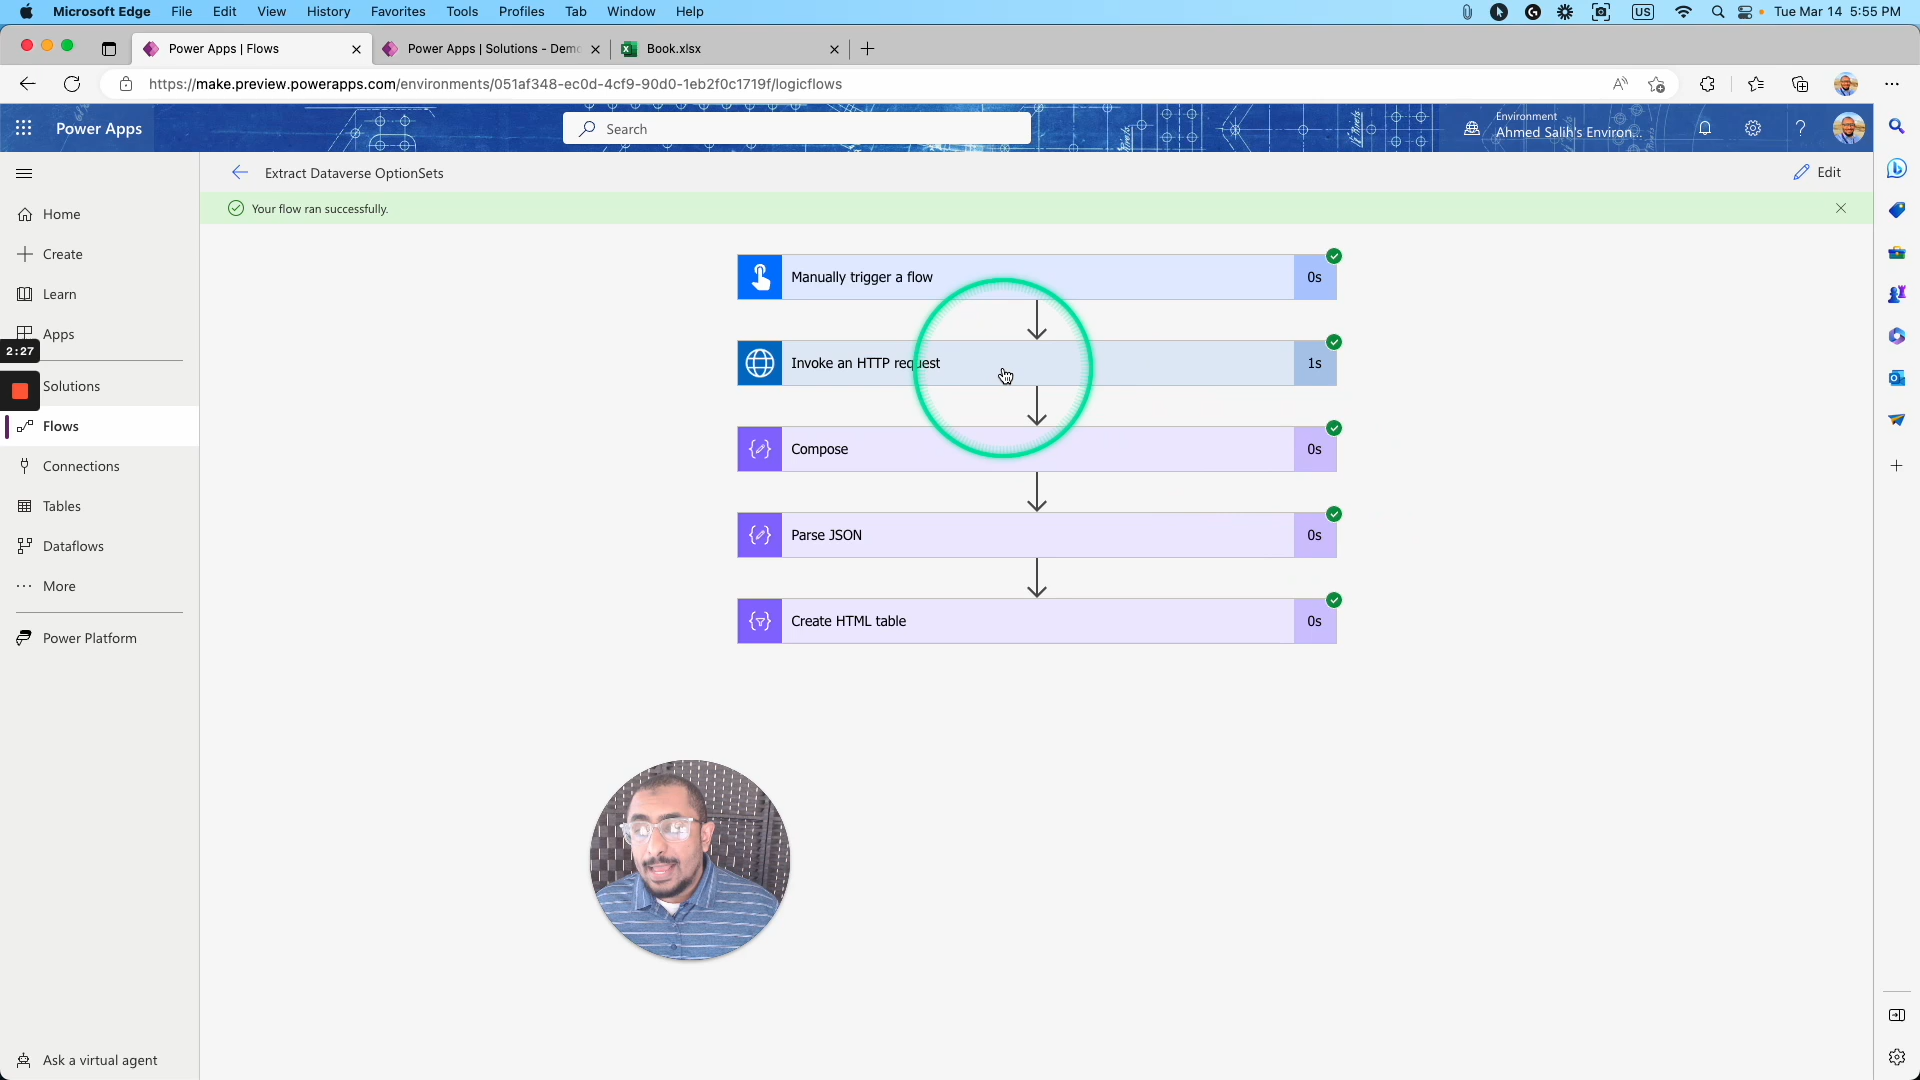 Microsoft Edge File Edit View History Favorites Tools Profiles Tab Window Help US Tue Mar 14 5:55 PM
Power Apps | Flows
Power Apps | Solutions - Dem
Book.xlsx
https://make.preview.powerapps.com/environments/051af348-ec0d-4cf9-90d0-1eb2f0c1719f/logicflows
Power Apps
Search
Environment
Ahmed Salih's Environ...
Extract Dataverse OptionSets
Edit
Your flow ran successfully.
Home
Create
Learn
Apps
2:27
Solutions
Flows
Connections
Tables
Dataflows
More
Power Platform
Ask a virtual agent
Manually trigger a flow
0s
Invoke an HTTP request
1s
Compose
0s
Parse JSON
0s
Create HTML table
0s